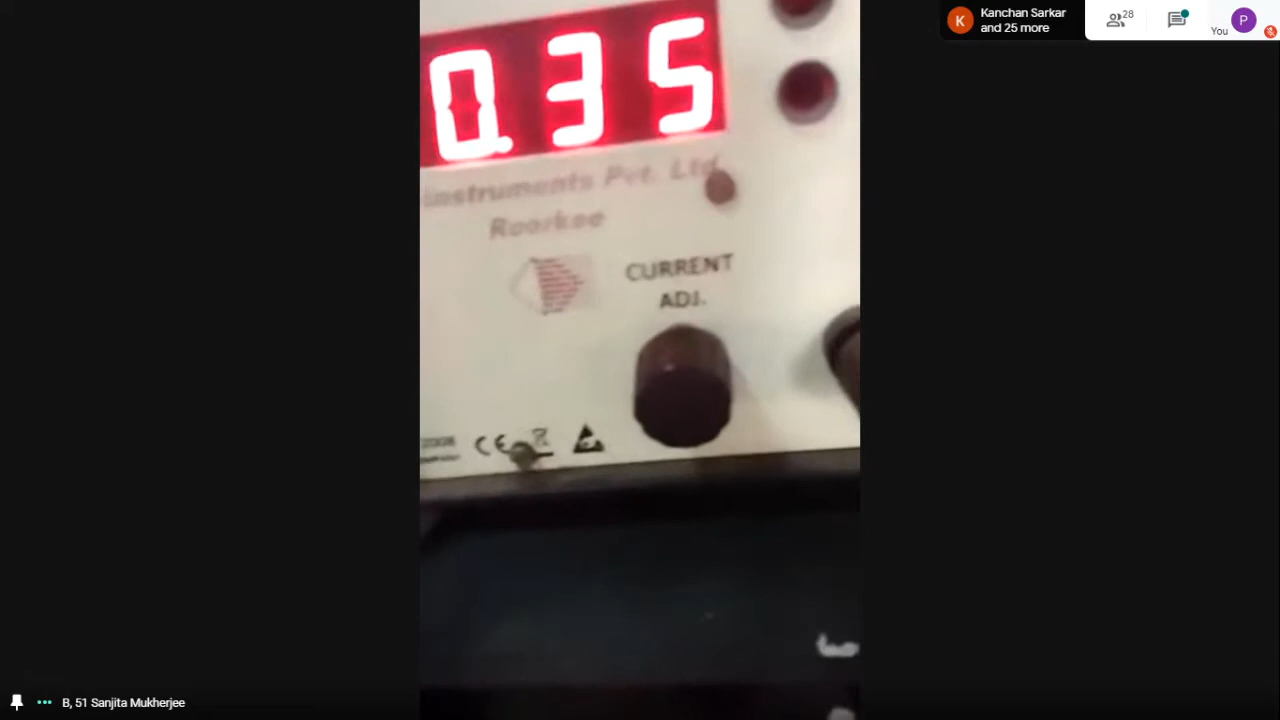 Kanchan Sarkar
and 25 more
28
You
P
K
0.35
instruments Pvt. Ltd
Roorkee
CURRENT
ADJ.
CE
B, 51 Sanjita Mukherjee